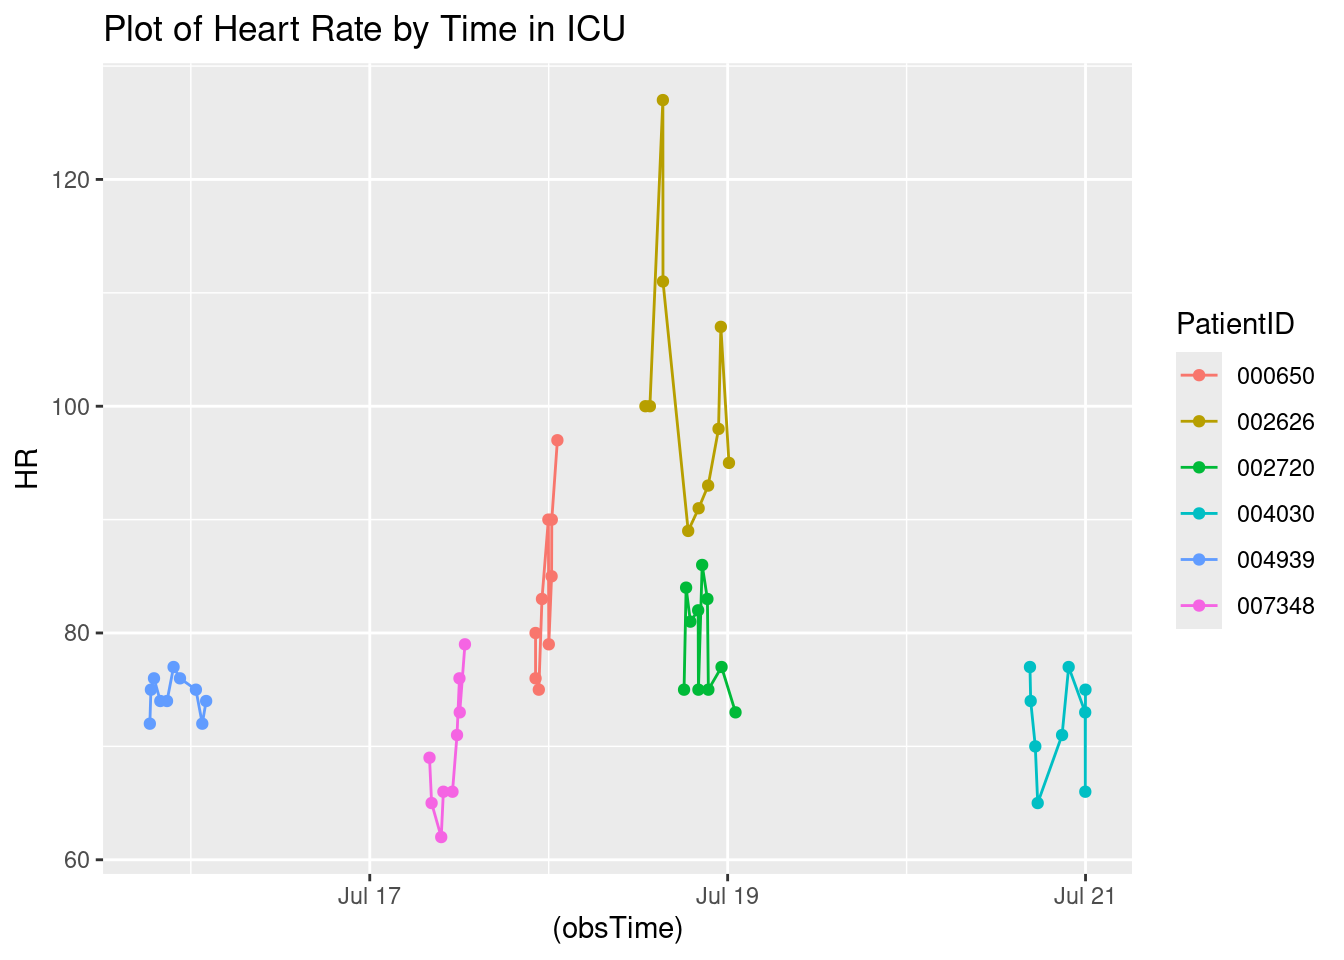 Plot of Heart Rate by Time in ICU
HR
120
100
80
60
Jul 17
Jul 19
Jul 21
(obsTime)
PatientID
000650
002626
002720
004030
004939
007348